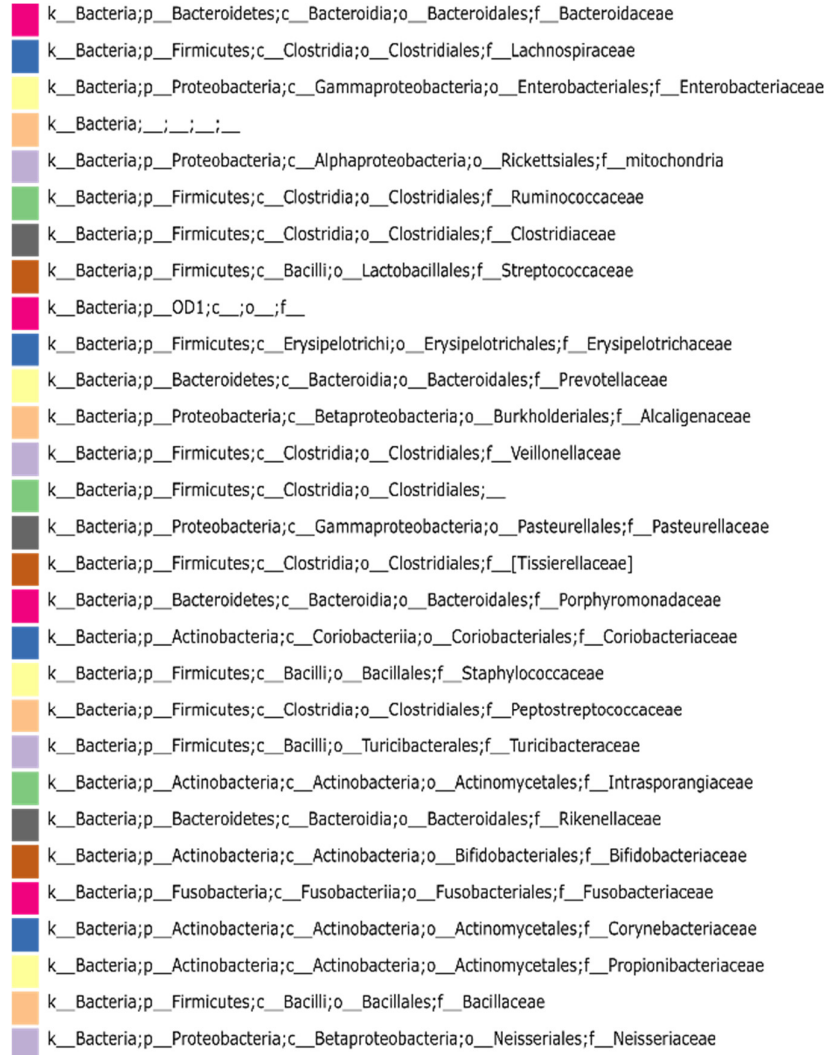 k__Bacteria;p__Bacteroidetes;c__Bacteroidia;o__Bacteroidales;f__Bacteroidaceae
k__Bacteria;p__Firmicutes;c__Clostridia;o__Clostridiales;f__Lachnospiraceae
k__Bacteria;p__Proteobacteria;c__Gammaproteobacteria;o__Enterobacteriales;f__Enterobacteriaceae
k__Bacteria;__;__;__;__
k__Bacteria;p__Proteobacteria;c__Alphaproteobacteria;o__Rickettsiales;f__mitochondria
k__Bacteria;p__Firmicutes;c__Clostridia;o__Clostridiales;f__Ruminococcaceae
k__Bacteria;p__Firmicutes;c__Clostridia;o__Clostridiales;f__Clostridiaceae
k__Bacteria;p__Firmicutes;c__Bacilli;o__Lactobacillales;f__Streptococcaceae
k__Bacteria;p__OD1;c__;o__;f__
k__Bacteria;p__Firmicutes;c__Erysipelotrichi;o__Erysipelotrichales;f__Erysipelotrichaceae
k__Bacteria;p__Bacteroidetes;c__Bacteroidia;o__Bacteroidales;f__Prevotellaceae
k__Bacteria;p__Proteobacteria;c__Betaproteobacteria;o__Burkholderiales;f__Alcaligenaceae
k__Bacteria;p__Firmicutes;c__Clostridia;o__Clostridiales;f__Veillonellaceae
k__Bacteria;p__Firmicutes;c__Clostridia;o__Clostridiales;__
k__Bacteria;p__Proteobacteria;c__Gammaproteobacteria;o__Pasteurellales;f__Pasteurellaceae
k__Bacteria;p__Firmicutes;c__Clostridia;o__Clostridiales;f__[Tissierellaceae]
k__Bacteria;p__Bacteroidetes;c__Bacteroidia;o__Bacteroidales;f__Porphyromonadaceae
k__Bacteria;p__Actinobacteria;c__Coriobacteriia;o__Coriobacteriales;f__Coriobacteriaceae
k__Bacteria;p__Firmicutes;c__Bacilli;o__Bacillales;f__Staphylococcaceae
k__Bacteria;p__Firmicutes;c__Clostridia;o__Clostridiales;f__Peptostreptococcaceae
k__Bacteria;p__Firmicutes;c__Bacilli;o__Turicibacterales;f__Turicibacteraceae
k__Bacteria;p__Actinobacteria;c__Actinobacteria;o__Actinomycetales;f__Intrasporangiaceae
k__Bacteria;p__Bacteroidetes;c__Bacteroidia;o__Bacteroidales;f__Rikenellaceae
k__Bacteria;p__Actinobacteria;c__Actinobacteria;o__Bifidobacteriales;f__Bifidobacteriaceae
k__Bacteria;p__Fusobacteria;c__Fusobacteriia;o__Fusobacteriales;f__Fusobacteriaceae
k__Bacteria;p__Actinobacteria;c__Actinobacteria;o__Actinomycetales;f__Corynebacteriaceae
k__Bacteria;p__Actinobacteria;c__Actinobacteria;o__Actinomycetales;f__Propionibacteriaceae
k__Bacteria;p__Firmicutes;c__Bacilli;o__Bacillales;f__Bacillaceae
k__Bacteria;p__Proteobacteria;c__Betaproteobacteria;o__Neisseriales;f__Neisseriaceae